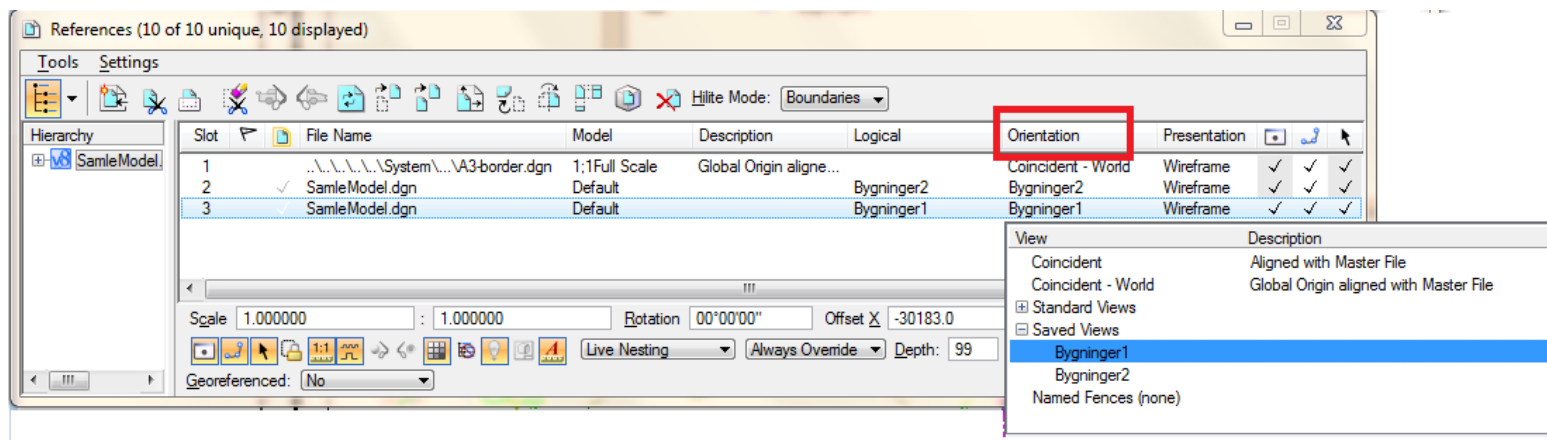 References (10 of 10 unique, 10 displayed)
Tools Settings
Hilite Mode: Boundaries
Hierarchy Slot File Name Model Description Logical Orientation Presentation
SamleModel.
1 ..\..\..\..\..\System\...\A3-border.dgn 1;1Full Scale Global Origin aligne... Coincident - World Wireframe
2 SamleModel.dgn Default Bygninger2 Bygninger2 Wireframe
3 SamleModel.dgn Default Bygninger1 Bygninger1 Wireframe
View Description
Coincident Aligned with Master File
Coincident - World Global Origin aligned with Master File
Standard Views
Saved Views
Bygninger1
Bygninger2
Named Fences (none)
Scale 1.000000 : 1.000000 Rotation 00°00'00" Offset X -30183.0
1:1 Live Nesting Always Override Depth: 99
Georeferenced: No